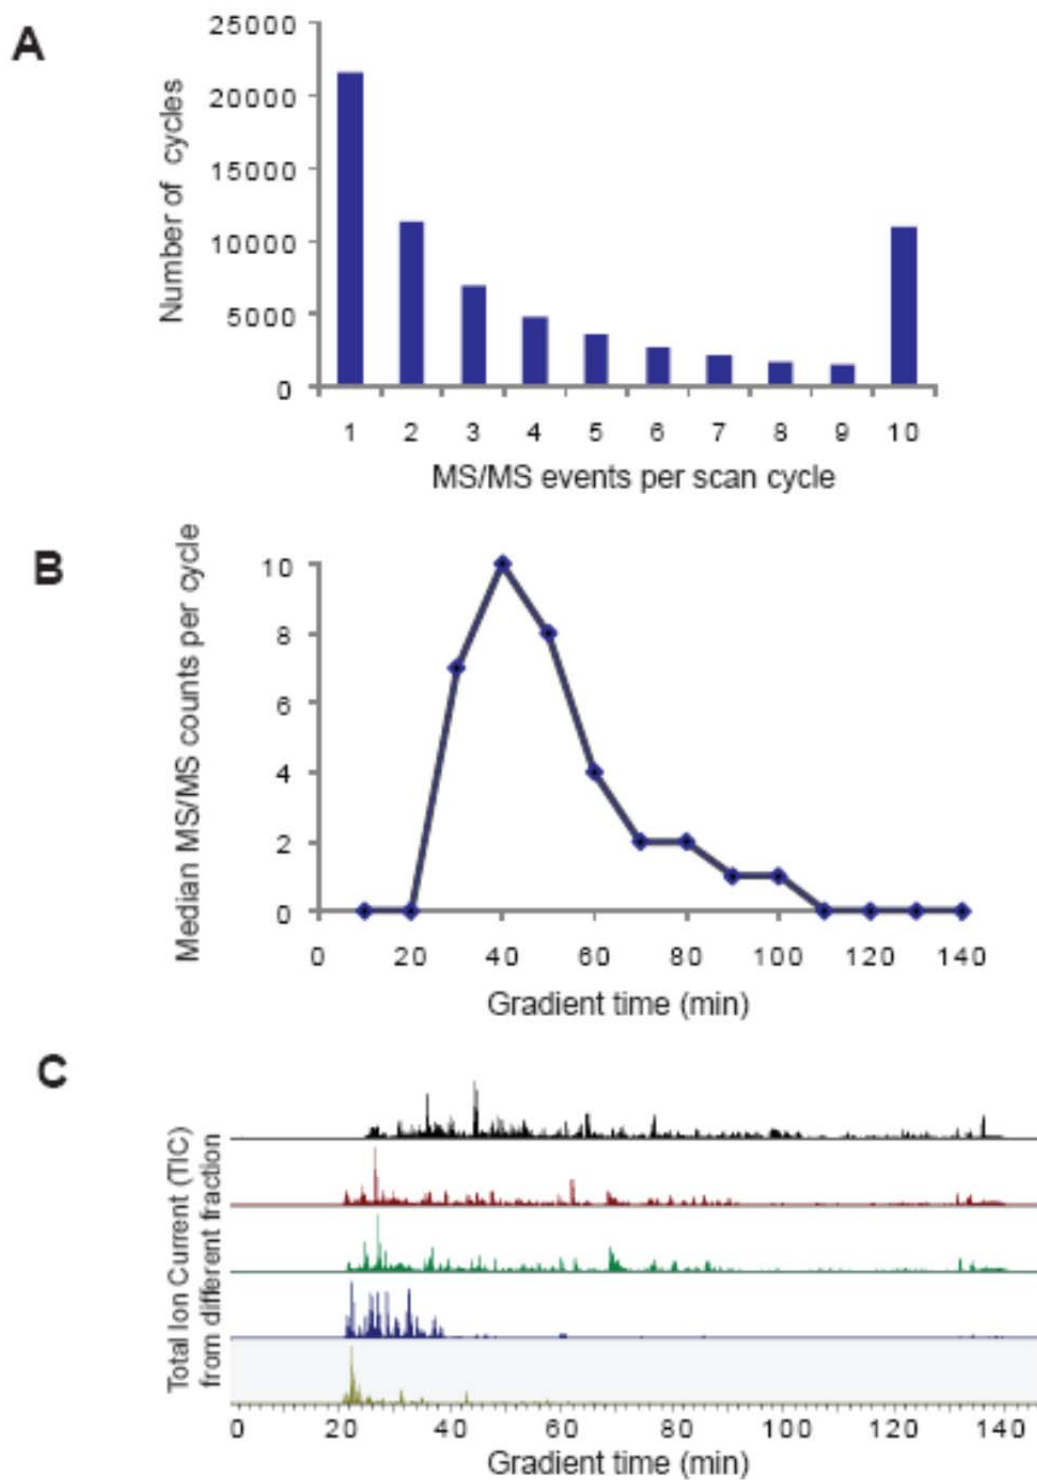 A
Number of cycles
25000
20000
15000
10000
5000
0
1 2 3 4 5 6 7 8 9 10
MS/MS events per scan cycle
B
Median MS/MS counts per cycle
10
8
6
4
2
0
0 20 40 60 80 100 120 140
Gradient time (min)
C
Total Ion Current (TIC)
from different fraction
0 20 40 60 80 100 120 140
Gradient time (min)